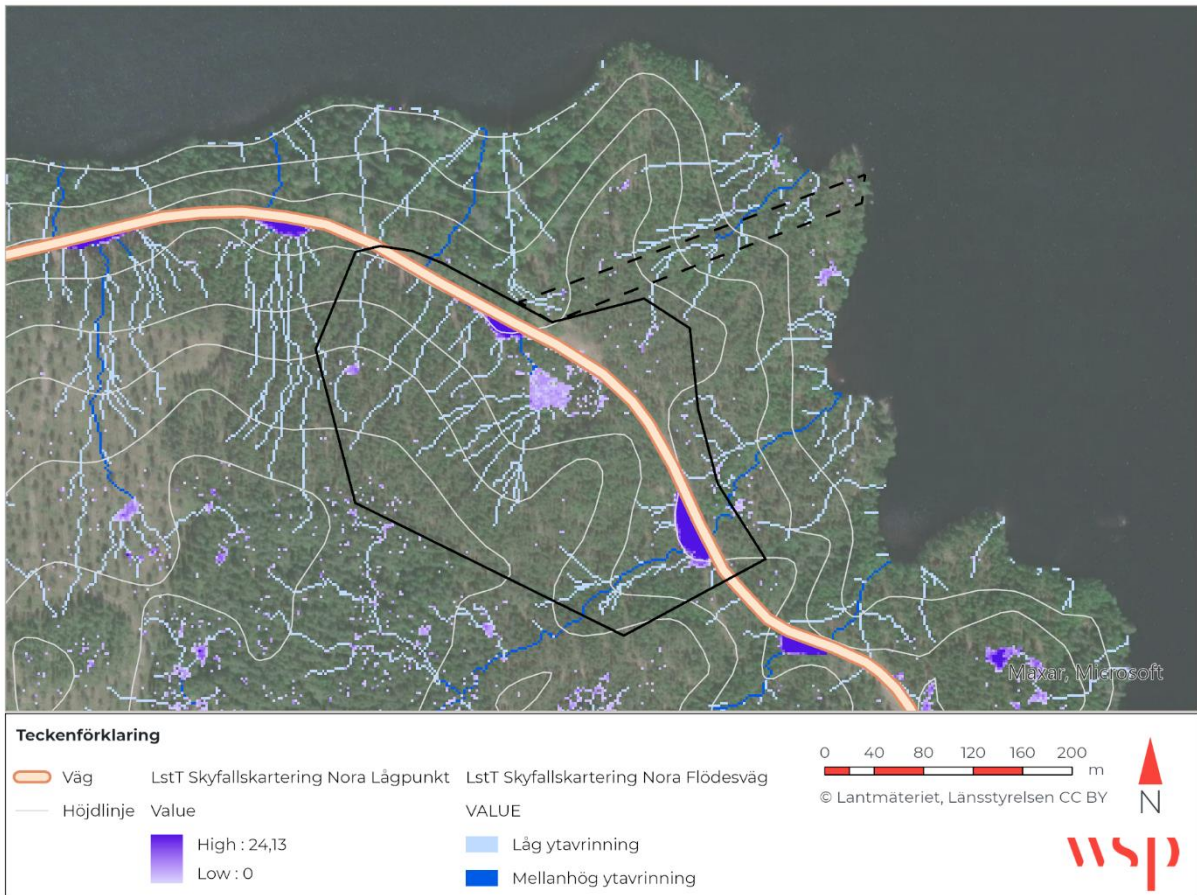 Maxar, Microsoft
Teckenförklaring
Väg
Höjdlinje
LstT Skyfallskartering Nora Lågpunkt
Value
High : 24,13
Low : 0
LstT Skyfallskartering Nora Flödesväg
VALUE
Låg ytavrinning
Mellanhög ytavrinning
0 40 80 120 160 200
m
© Lantmäteriet, Länsstyrelsen CC BY
N
wsp